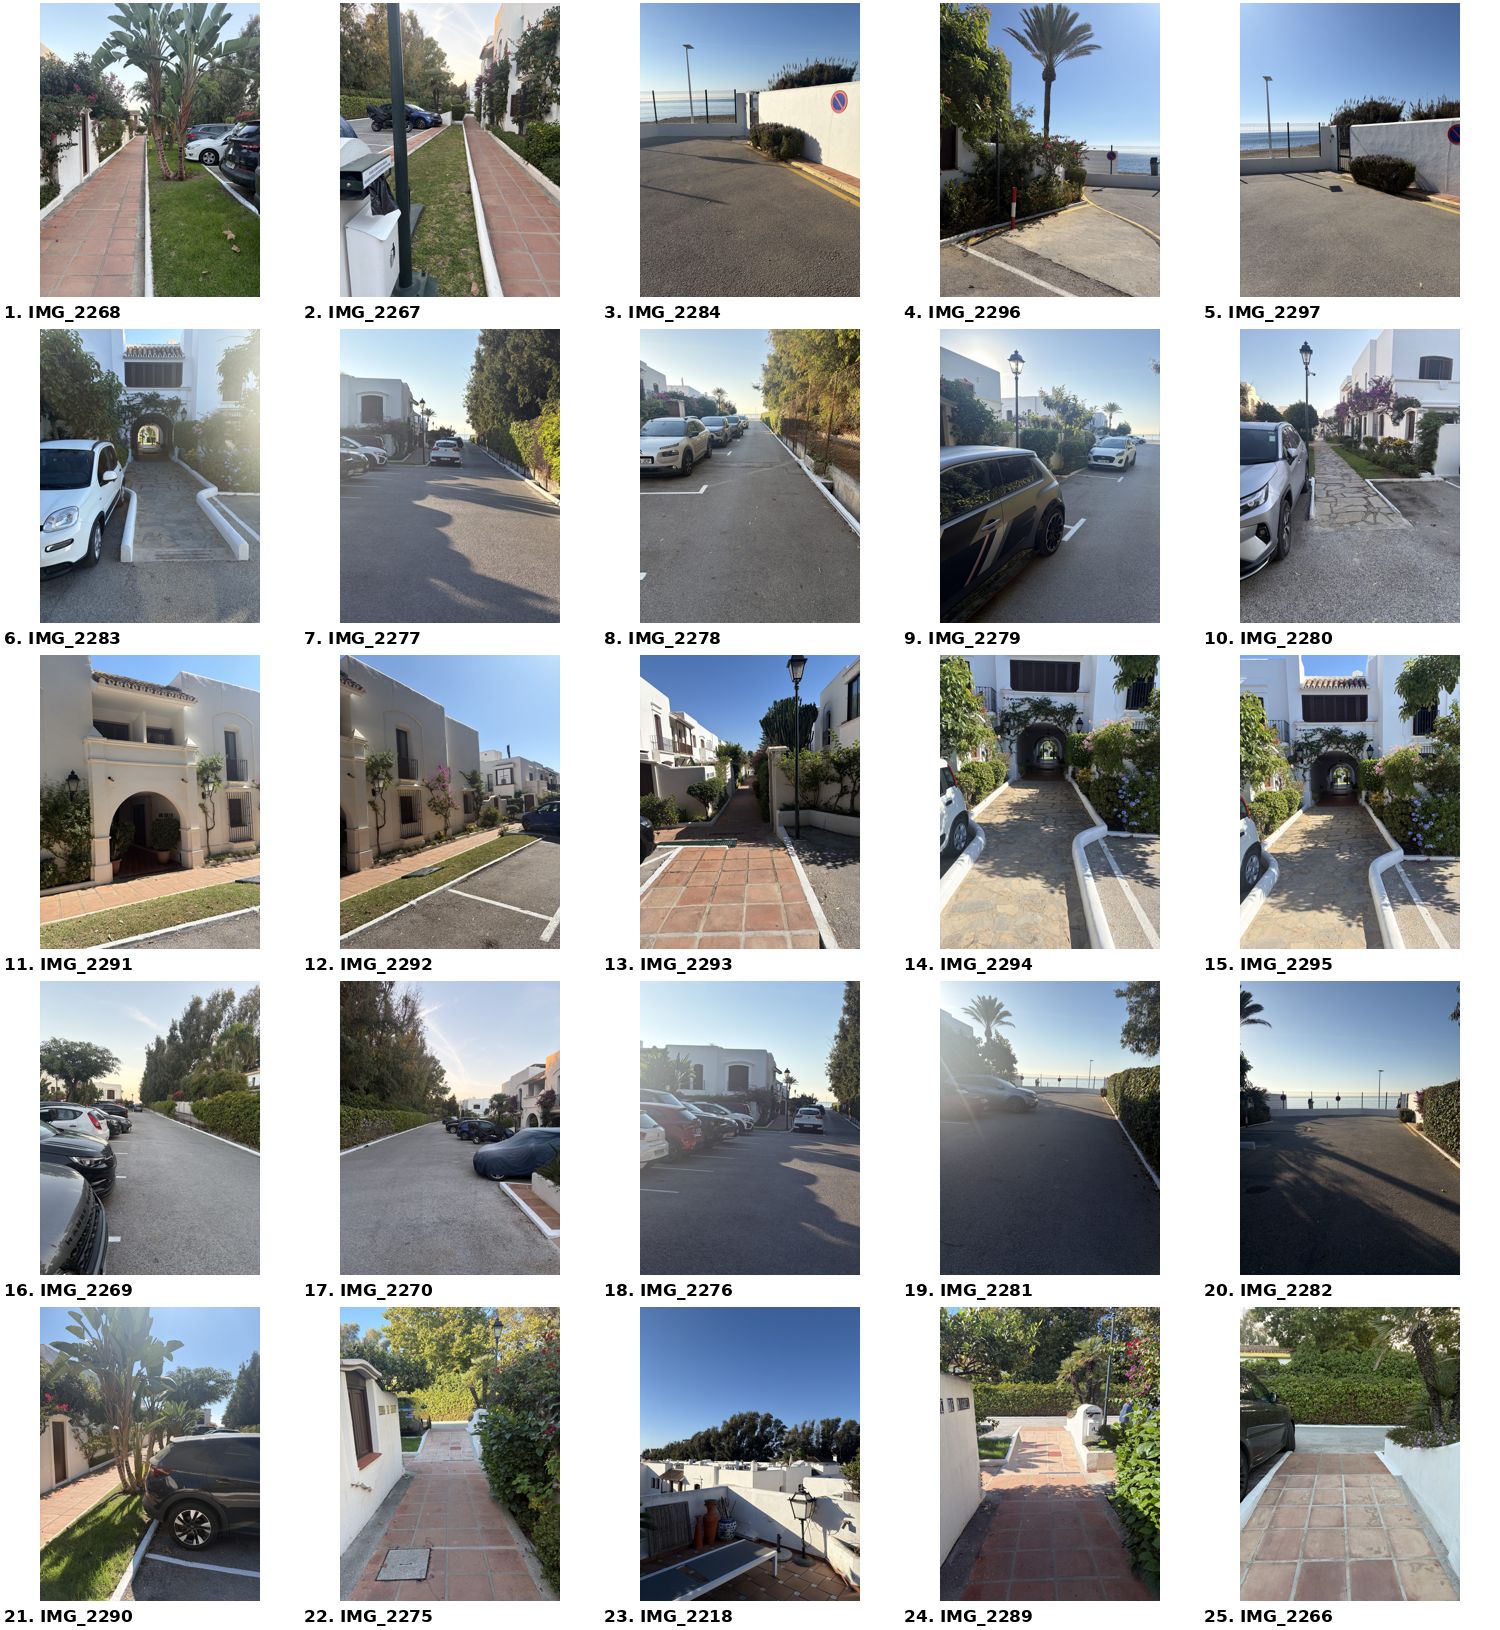 1. IMG_2268
2. IMG_2267
3. IMG_2284
4. IMG_2296
5. IMG_2297
6. IMG_2283
7. IMG_2277
8. IMG_2278
9. IMG_2279
10. IMG_2280
11. IMG_2291
12. IMG_2292
13. IMG_2293
14. IMG_2294
15. IMG_2295
16. IMG_2269
17. IMG_2270
18. IMG_2276
19. IMG_2281
20. IMG_2282
21. IMG_2290
22. IMG_2275
23. IMG_2218
24. IMG_2289
25. IMG_2266